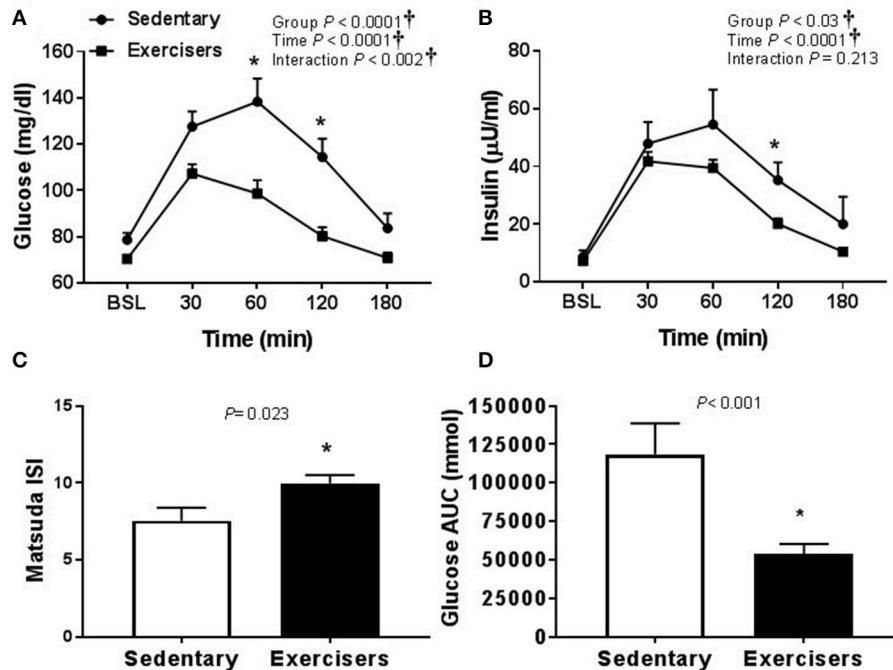 A
Sedentary
Exercisers
Group P < 0.0001†
Time P < 0.0001†
Interaction P < 0.002†
160
140
120
100
80
60
Glucose (mg/dl)
*
*
BSL 30 60 120 180
Time (min)
B
Group P < 0.03†
Time P < 0.0001†
Interaction P = 0.213
80
60
40
20
0
Insulin (µU/ml)
*
BSL 30 60 120 180
Time (min)
C
15
10
5
0
Matsuda ISI
P= 0.023
*
Sedentary Exercisers
D
150000
125000
100000
75000
50000
25000
0
Glucose AUC (mmol)
P< 0.001
*
Sedentary Exercisers